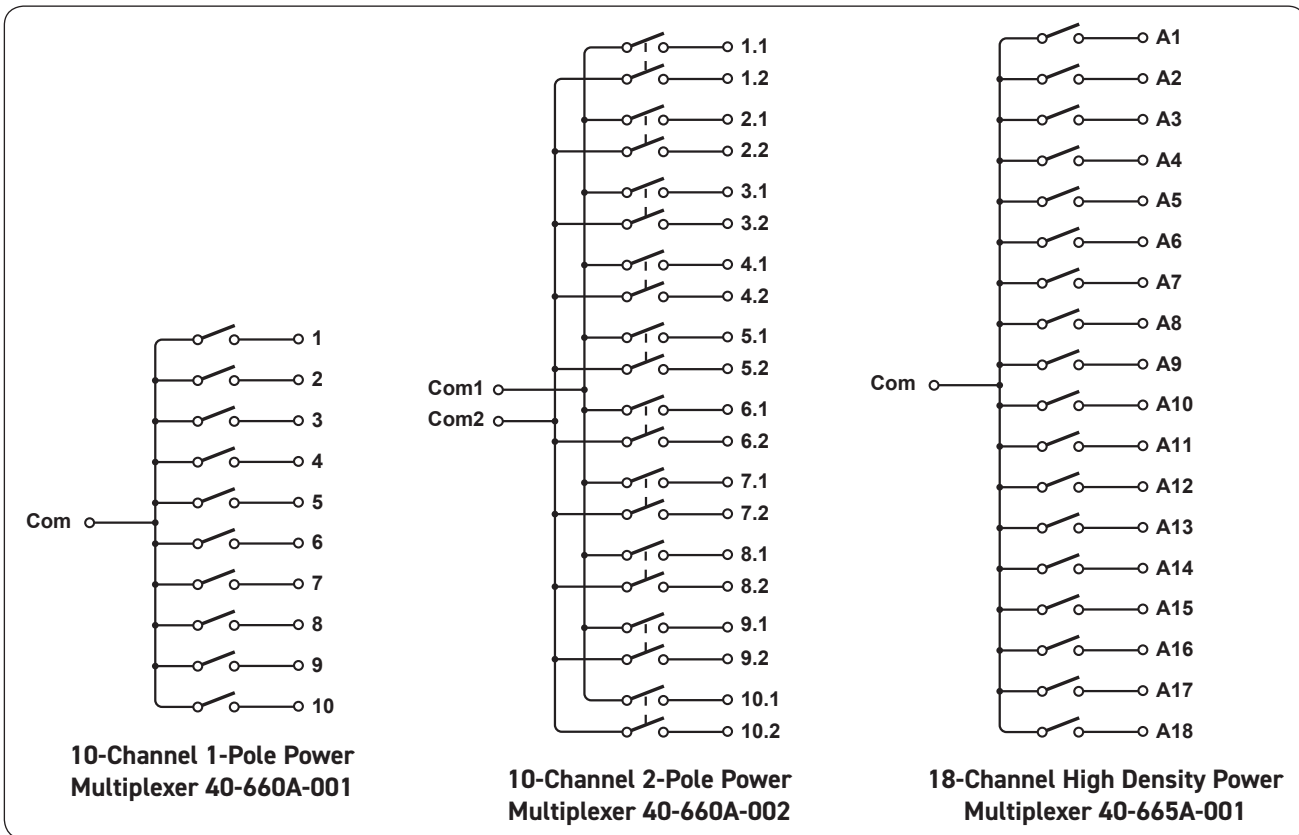 1
2
3
4
5
Com
6
7
8
9
10
10-Channel 1-Pole Power
Multiplexer 40-660A-001
1.1
1.2
2.1
2.2
3.1
3.2
4.1
4.2
5.1
5.2
Com1
Com2
6.1
6.2
7.1
7.2
8.1
8.2
9.1
9.2
10.1
10.2
10-Channel 2-Pole Power
Multiplexer 40-660A-002
A1
A2
A3
A4
A5
A6
A7
A8
A9
Com
A10
A11
A12
A13
A14
A15
A16
A17
A18
18-Channel High Density Power
Multiplexer 40-665A-001